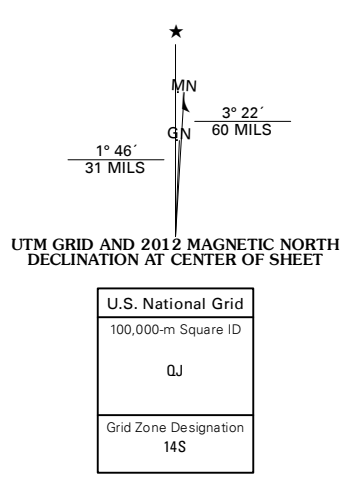 ★
MN
3° 22´
60 MILS
GN
1° 46´
31 MILS
UTM GRID AND 2012 MAGNETIC NORTH
DECLINATION AT CENTER OF SHEET
U.S. National Grid
100,000-m Square ID
QJ
Grid Zone Designation
14S